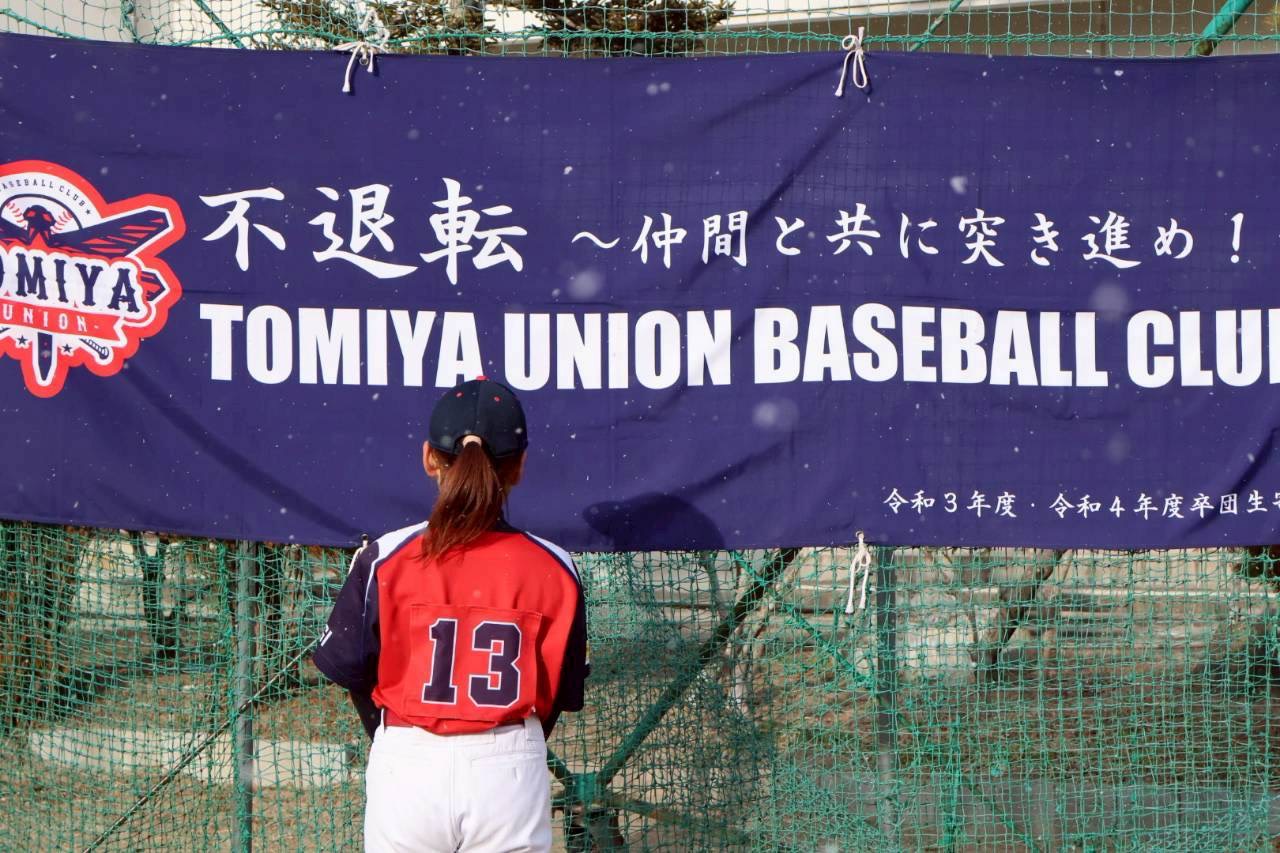 BASEBALL CLUB
TOMIYA
UNION
不退転 〜仲間と共に突き進め!
TOMIYA UNION BASEBALL CLUB
令和3年度・令和4年度卒団生
13